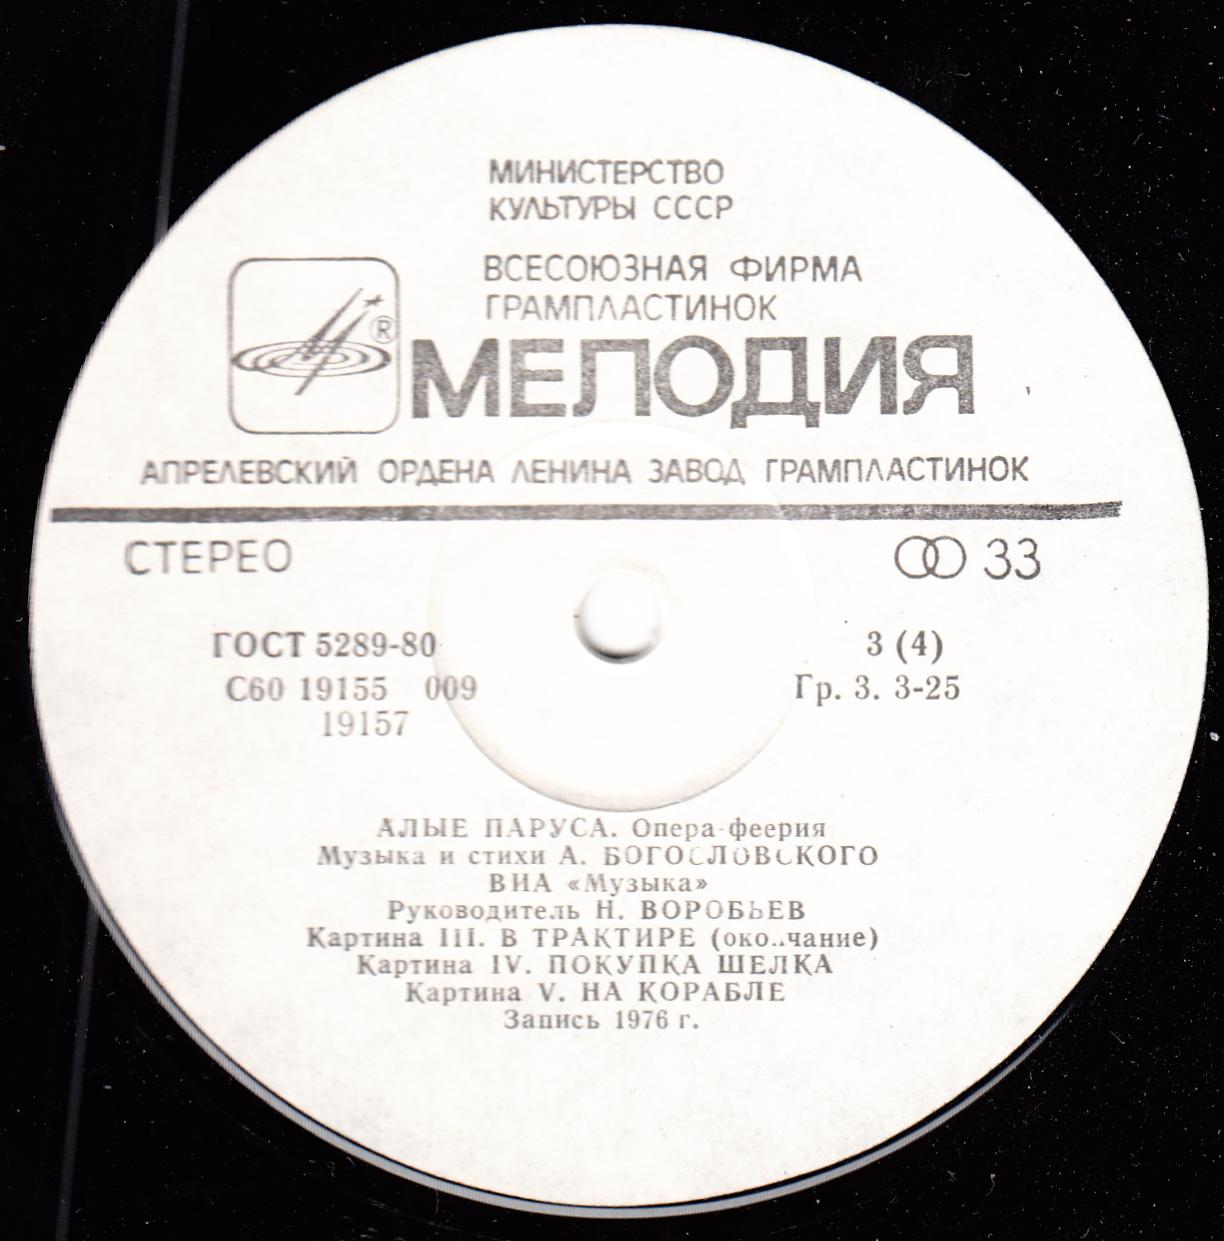 МИНИСТЕРСТВО
КУЛЬТУРЫ СССР
ВСЕСОЮЗНАЯ ФИРМА
ГРАМПЛАСТИНОК
®
МЕЛОДИЯ
АПРЕЛЕВСКИЙ ОРДЕНА ЛЕНИНА ЗАВОД ГРАМПЛАСТИНОК
СТЕРЕО 33
ГОСТ 5289-80 3 (4)
С60 19155 009 Гр. 3. 3-25
19157
АЛЫЕ ПАРУСА. Опера-феерия
Музыка и стихи А. БОГОСЛОВСКОГО
ВИА «Музыка»
Руководитель Н. ВОРОБЬЕВ
Картина III. В ТРАКТИРЕ (окончание)
Картина IV. ПОКУПКА ШЕЛКА
Картина V. НА КОРАБЛЕ
Запись 1976 г.